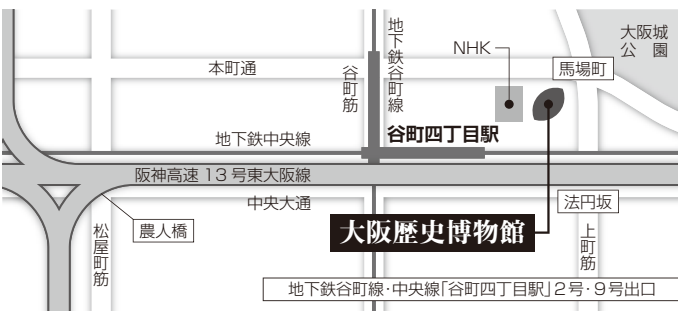 大阪城
公　園
地下鉄谷町線
NHK
本町通
谷町筋
馬場町
谷町四丁目駅
地下鉄中央線
阪神高速 13 号東大阪線
中央大通
法円坂
大阪歴史博物館
松屋町筋
農人橋
上町筋
地下鉄谷町線・中央線「谷町四丁目駅」2号・9号出口